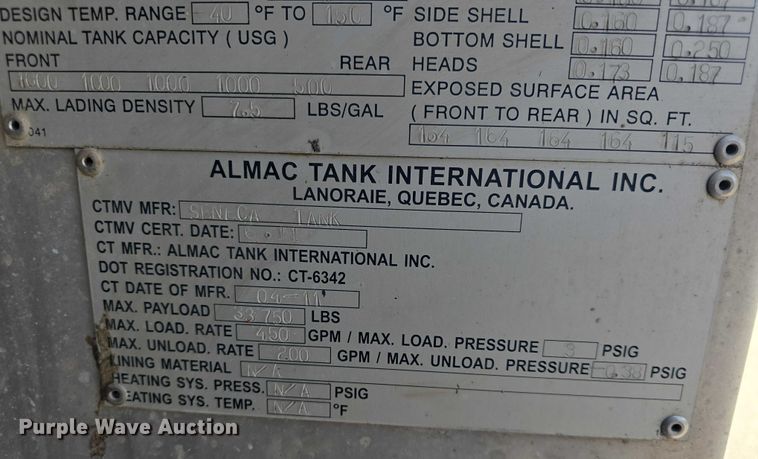 DESIGN TEMP. RANGE -40 °F TO 150 °F
NOMINAL TANK CAPACITY ( USG )
FRONT REAR
1000 1000 1000 1000 500
MAX. LADING DENSITY 7.5 LBS/GAL
041
SIDE SHELL 0.160 0.187
BOTTOM SHELL 0.160 0.250
HEADS 0.173 0.187
EXPOSED SURFACE AREA
( FRONT TO REAR ) IN SQ. FT.
164 164 164 164 115
ALMAC TANK INTERNATIONAL INC.
LANORAIE, QUEBEC, CANADA.
CTMV MFR: SENECA TANK
CTMV CERT. DATE:
CT MFR.: ALMAC TANK INTERNATIONAL INC.
DOT REGISTRATION NO.: CT-6342
CT DATE OF MFR. 04-11
MAX. PAYLOAD 33,750 LBS
MAX. LOAD. RATE 450 GPM / MAX. LOAD. PRESSURE 3 PSIG
MAX. UNLOAD. RATE 200 GPM / MAX. UNLOAD. PRESSURE -0.38 PSIG
LINING MATERIAL N/A
HEATING SYS. PRESS. N/A PSIG
HEATING SYS. TEMP. N/A °F
Purple Wave Auction